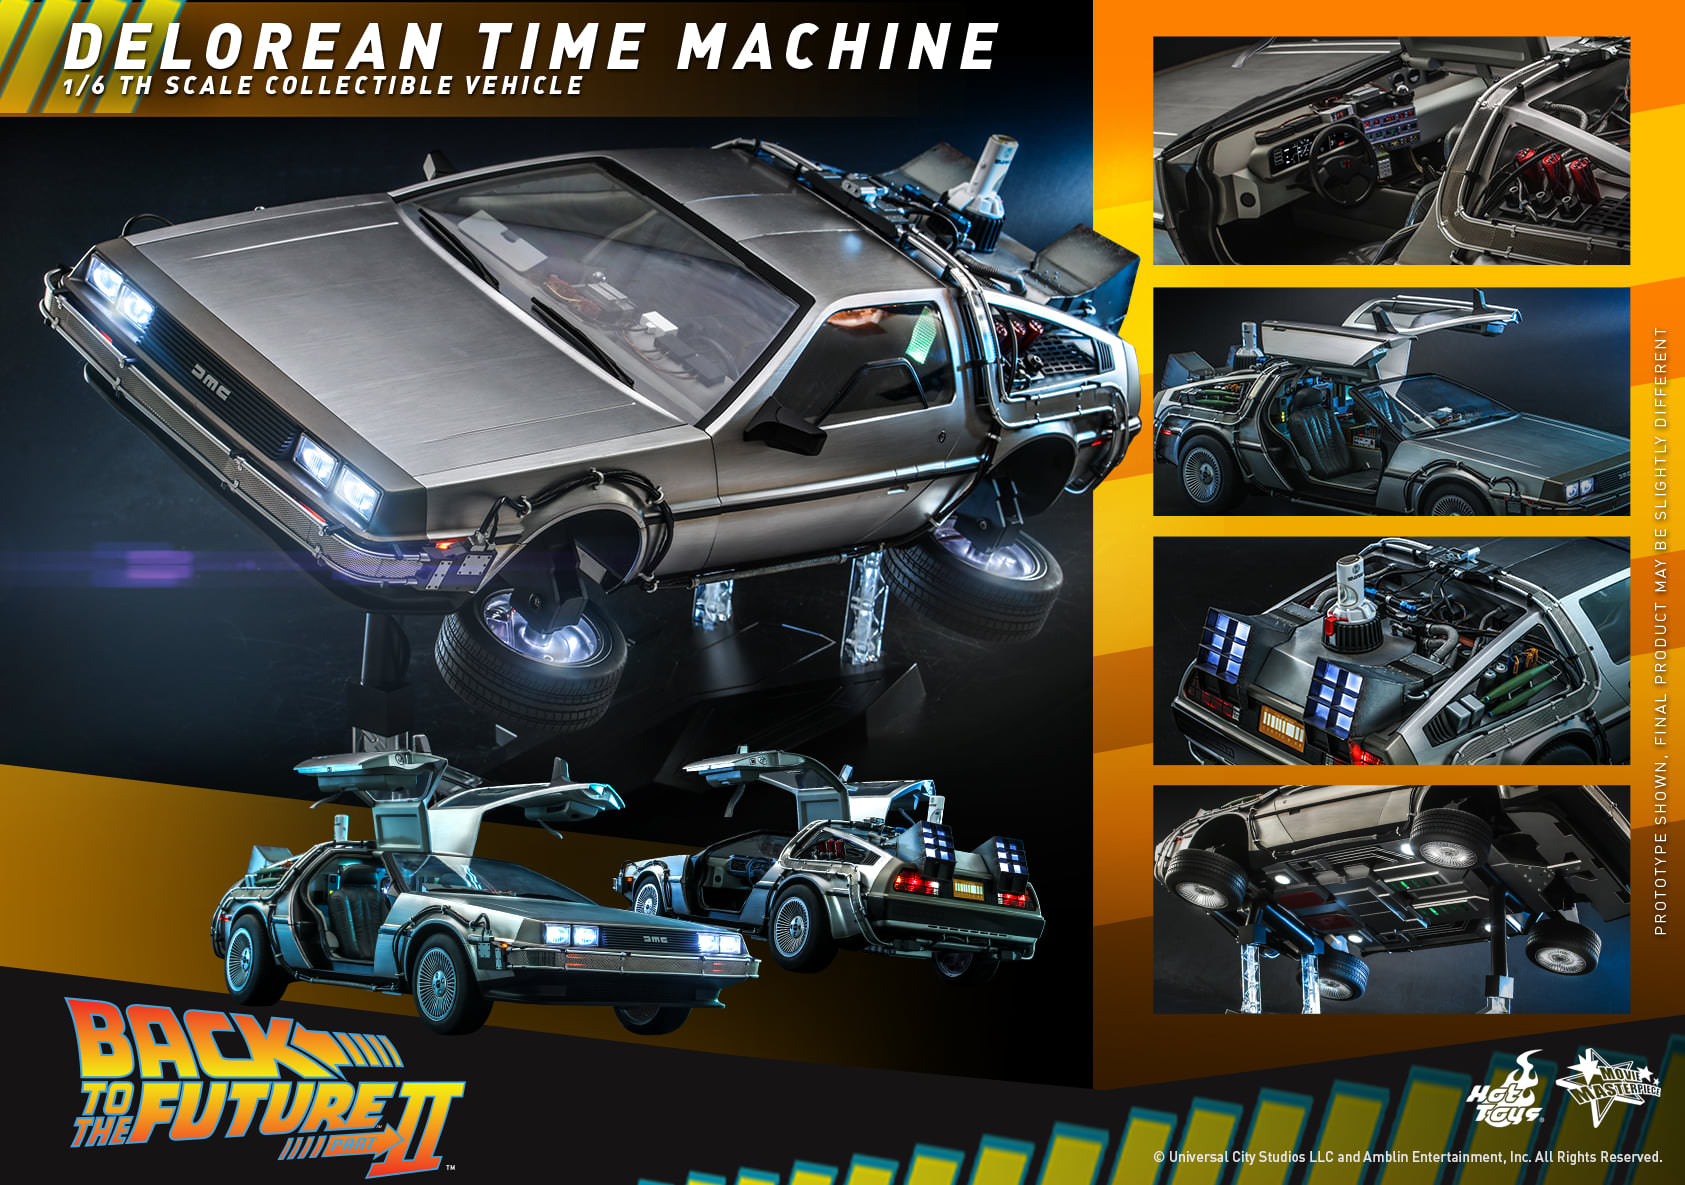 DELOREAN TIME MACHINE
1/6 TH SCALE COLLECTIBLE VEHICLE
DMC
DMC
PROTOTYPE SHOWN, FINAL PRODUCT MAY BE SLIGHTLY DIFFERENT
BACK
TO
THE FUTURE
PART II
™
Hot
Toys
MOVIE
MASTERPIECE
© Universal City Studios LLC and Amblin Entertainment, Inc. All Rights Reserved.